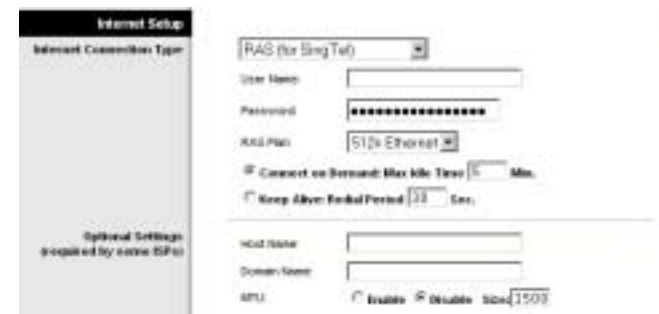 Internet Setup
Internet Connection Type
RAS (for SingTel)
User Name:
Password:
RAS Plan:
512k Ethernet
Connect on Demand: Max Idle Time 5 Min.
Keep Alive: Redial Period 30 Sec.
Optional Settings
(required by some ISPs)
Host Name:
Domain Name:
MTU:
Enable Disable Size: 1500